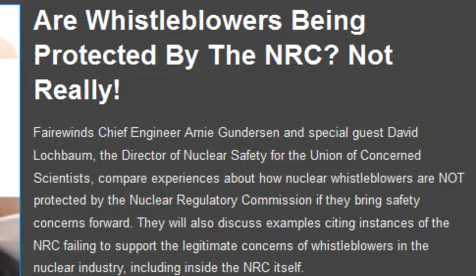 Are Whistleblowers Being
Protected By The NRC? Not
Really!
Fairewinds Chief Engineer Arnie Gundersen and special guest David
Lochbaum, the Director of Nuclear Safety for the Union of Concerned
Scientists, compare experiences about how nuclear whistleblowers are NOT
protected by the Nuclear Regulatory Commission if they bring safety
concerns forward. They will also discuss examples citing instances of the
NRC failing to support the legitimate concerns of whistleblowers in the
nuclear industry, including inside the NRC itself.